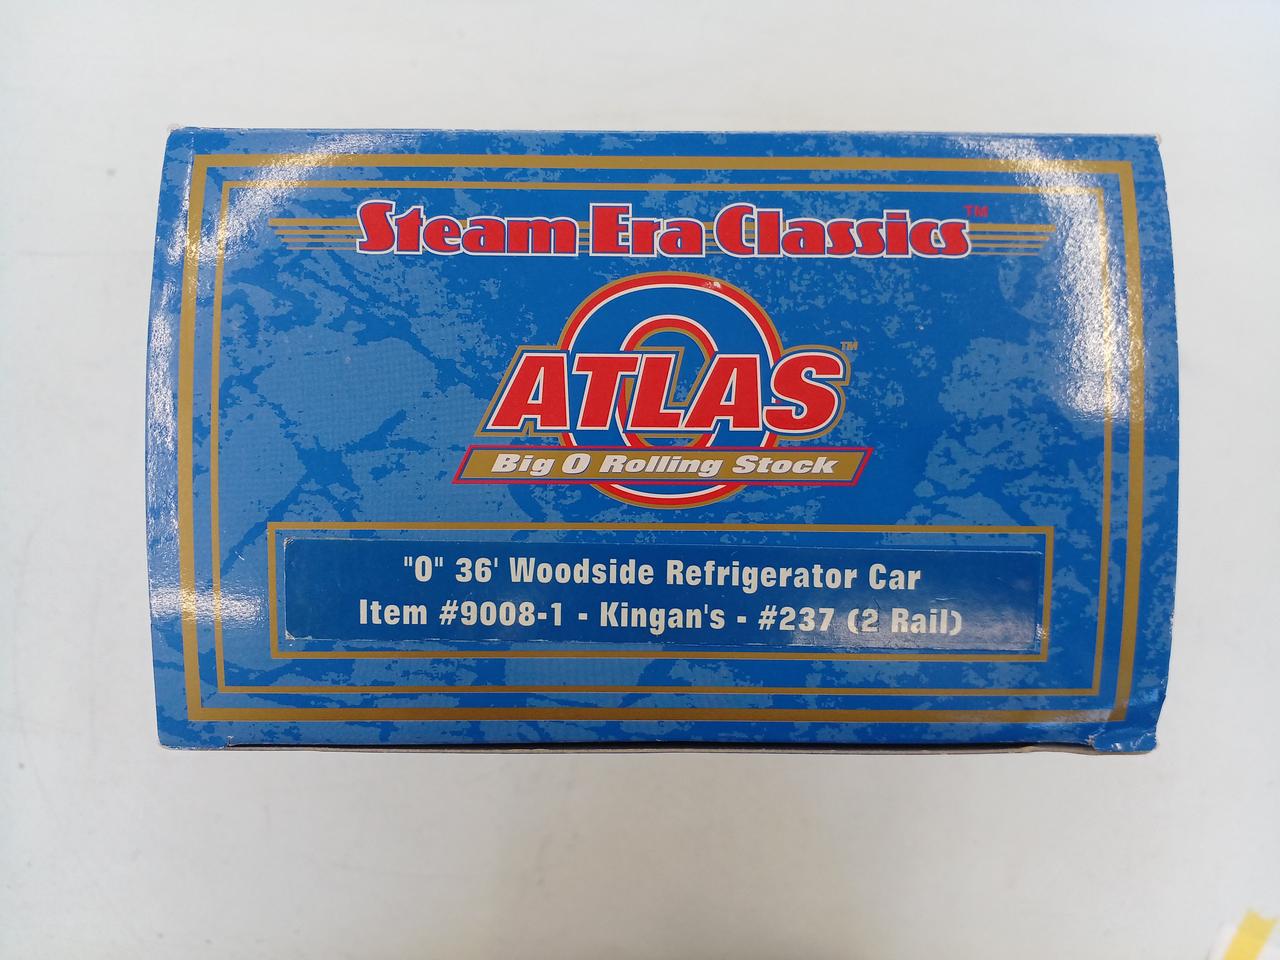 Steam Era Classics™
ATLAS™
O
Big O Rolling Stock
"O" 36' Woodside Refrigerator Car
Item #9008-1 - Kingan's - #237 (2 Rail)